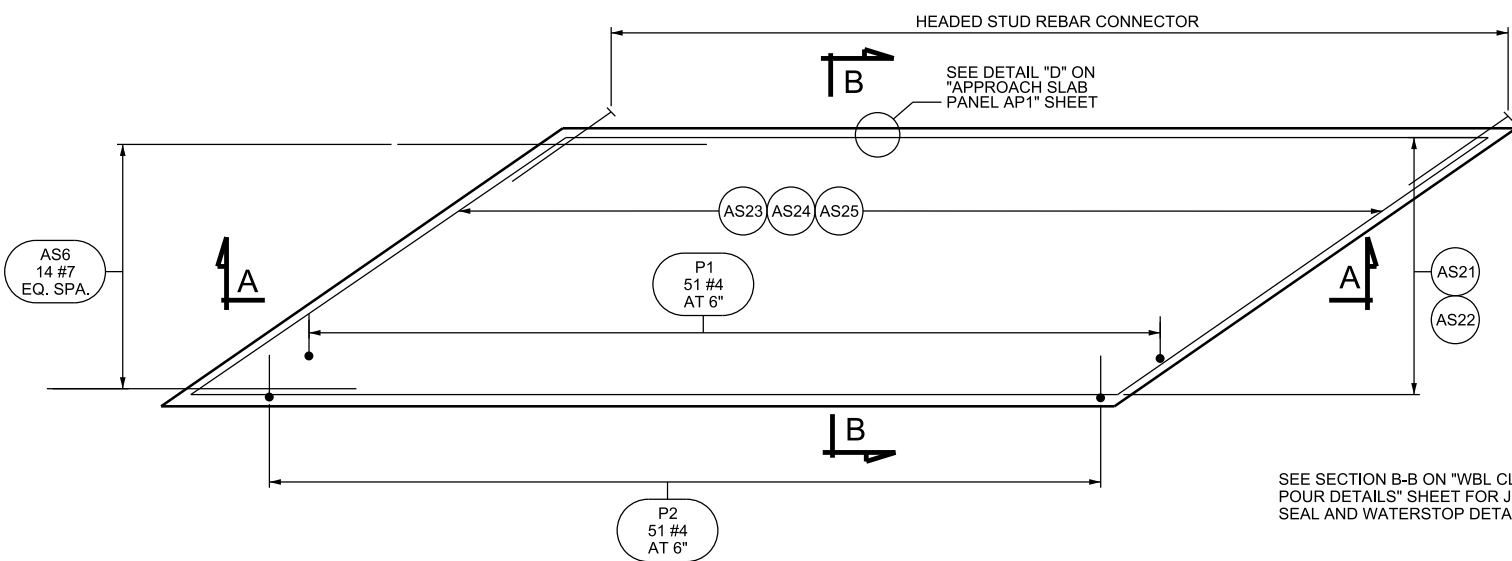 HEADED STUD REBAR CONNECTOR
B
SEE DETAIL "D" ON
"APPROACH SLAB
PANEL AP1" SHEET
AS23
AS24
AS25
AS6
14 #7
EQ. SPA.
A
P1
51 #4
AT 6"
A
AS21
AS22
B
P2
51 #4
AT 6"
SEE SECTION B-B ON "WBL
POUR DETAILS" SHEET FOR
SEAL AND WATERSTOP